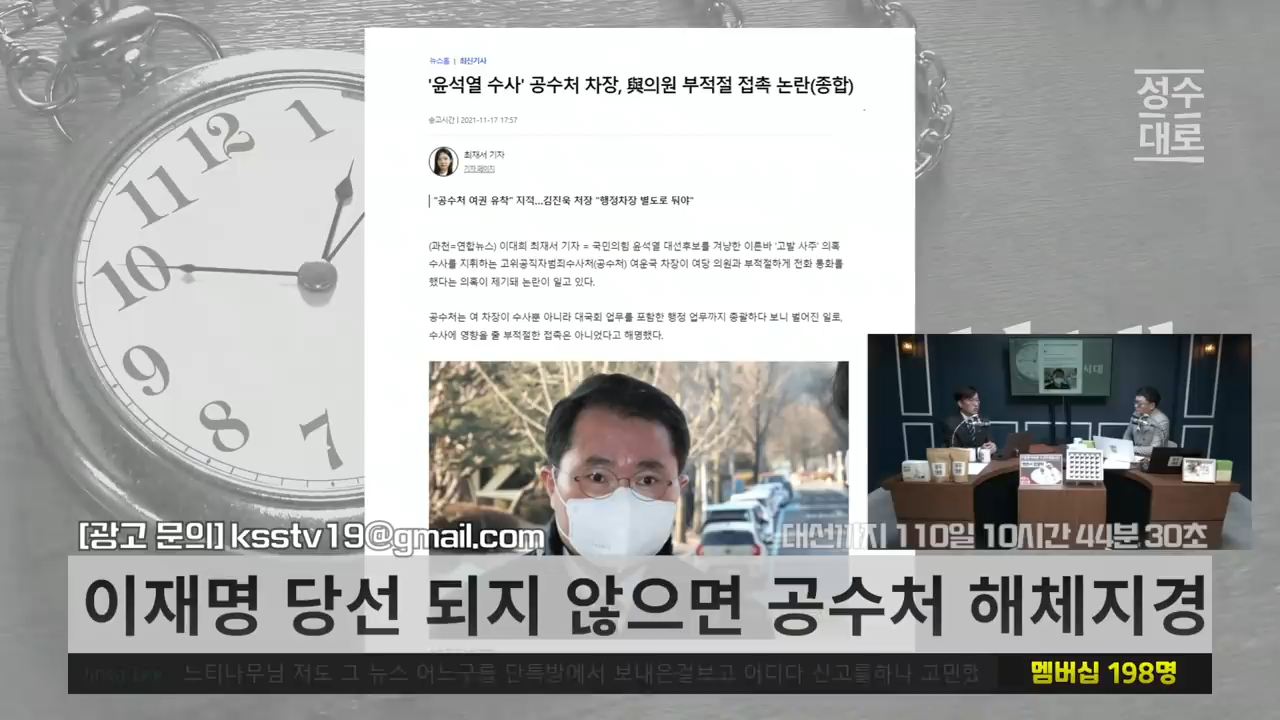 뉴스홈 | 최신기사
'윤석열 수사' 공수처 차장, 與의원 부적절 접촉 논란(종합)
송고시간 | 2021-11-17 17:57
최재서 기자
기자 페이지
"공수처 여권 유착" 지적…김진욱 처장 "행정차장 별도로 둬야"
(과천=연합뉴스) 이대희 최재서 기자 = 국민의힘 윤석열 대선후보를 겨냥한 이른바 '고발 사주' 의혹
수사를 지휘하는 고위공직자범죄수사처(공수처) 여운국 차장이 여당 의원과 부적절하게 전화 통화를
했다는 의혹이 제기돼 논란이 일고 있다.
공수처는 여 차장이 수사뿐 아니라 대국회 업무를 포함한 행정 업무까지 총괄하다 보니 벌어진 일로,
수사에 영향을 줄 부적절한 접촉은 아니었다고 해명했다.
성수
대로
12
1
11
10
9
8
7
시대
[광고 문의] ksstv19@gmail.com
대선까지 110일 10시간 44분 30초
이재명 당선 되지 않으면 공수처 해체지경
느티나무님 저도 그 뉴스 어느구를 단톡방에서 보내온걸보고 어디다 신고를하나 고민했
멤버십 198명